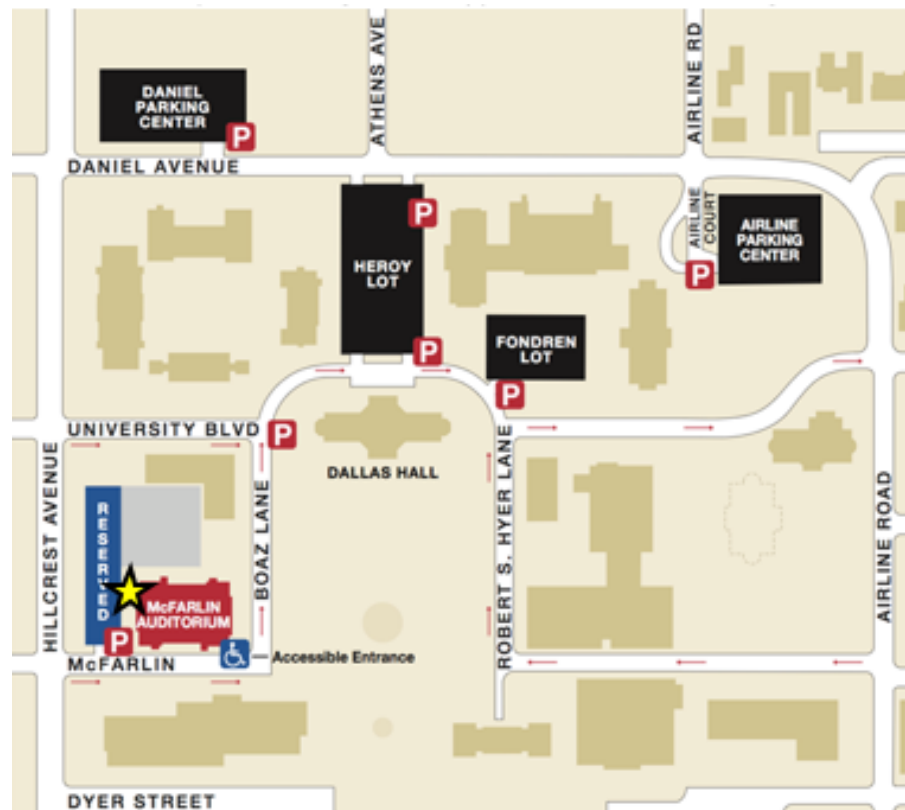 ATHENS AVE
AIRLINE RD
DANIEL
PARKING
CENTER
P
DANIEL AVENUE
P
HEROY
LOT
AIRLINE
COURT
AIRLINE
PARKING
CENTER
P
FONDREN
LOT
P
P
UNIVERSITY BLVD
P
DALLAS HALL
HILLCREST AVENUE
RESERVED
BOAZ LANE
ROBERT S. HYER LANE
AIRLINE ROAD
McFARLIN
AUDITORIUM
P
McFARLIN
Accessible Entrance
DYER STREET